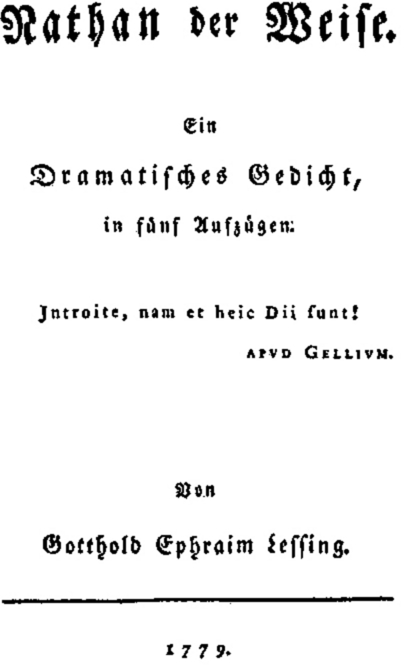 Nathan der Weiſe.
Ein
Dramatiſches Gedicht,
in fünf Aufzügen.
Introite, nam et heic Dii ſunt!
APVD GELLIVM.
Von
Gotthold Ephraim Leſſing.
1779.